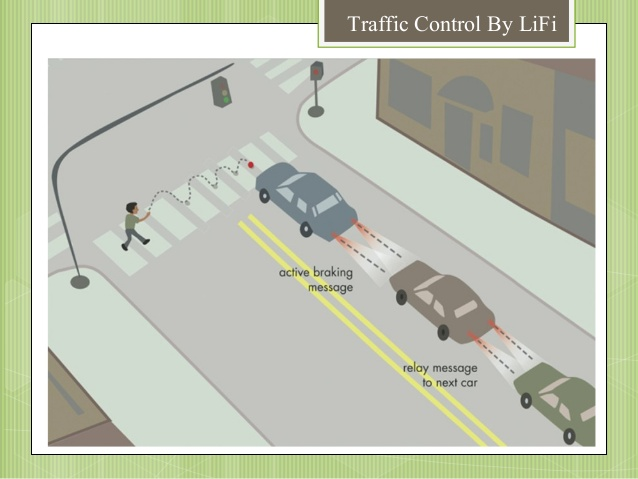 Traffic Control By LiFi
active braking
message
relay message
to next car